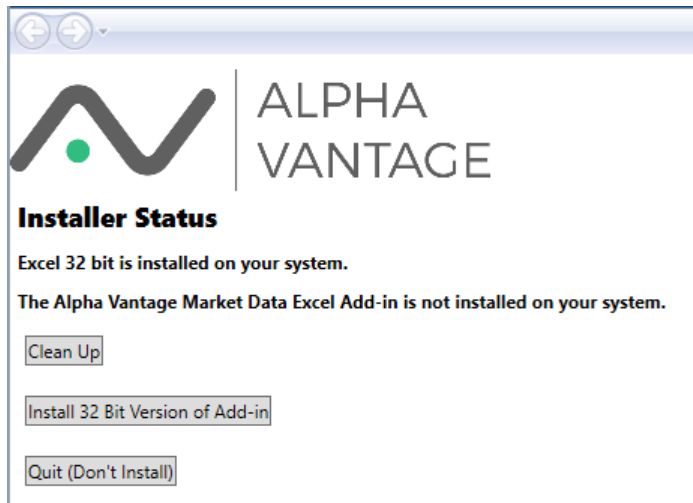 ALPHA
VANTAGE
Installer Status
Excel 32 bit is installed on your system.
The Alpha Vantage Market Data Excel Add-in is not installed on your system.
Clean Up
Install 32 Bit Version of Add-in
Quit (Don't Install)